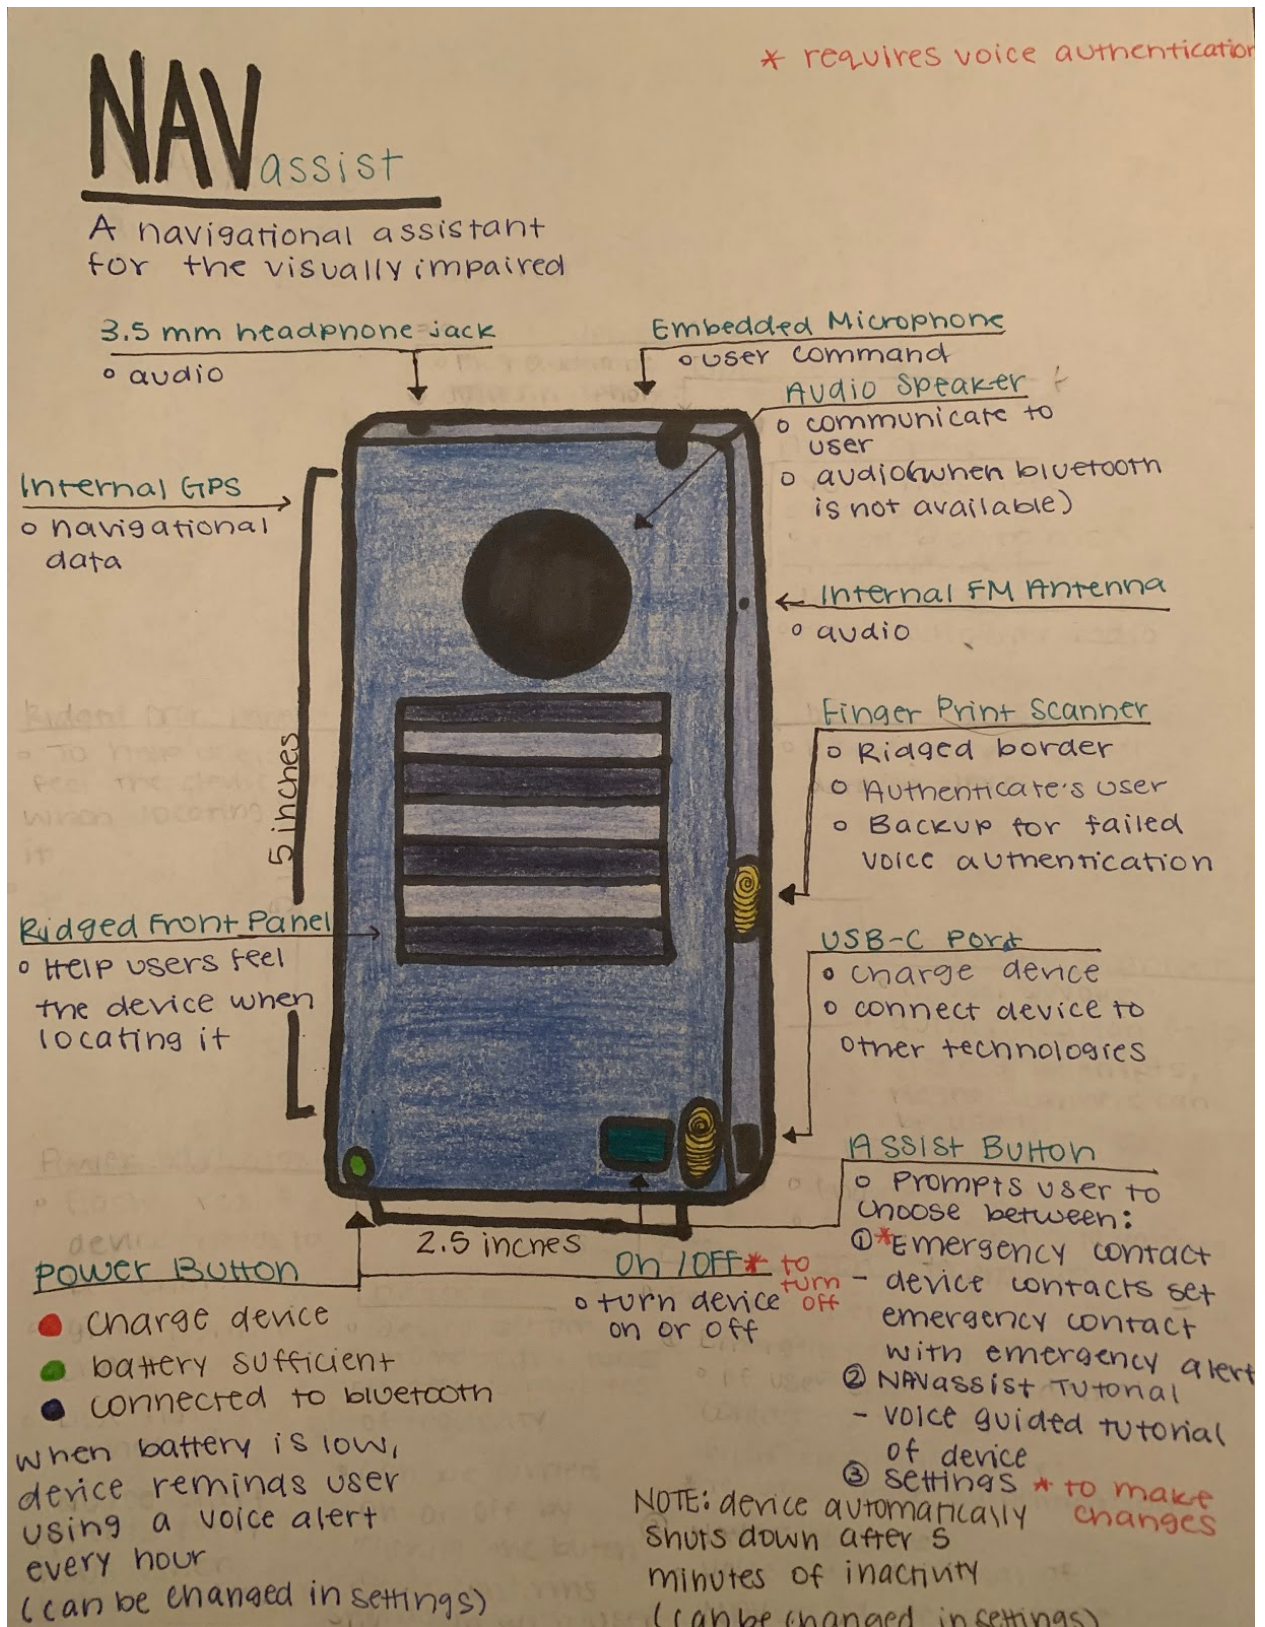 * requires voice authentication
NAV assist
A navigational assistant
for the visually impaired
3.5 mm headphone jack
o audio
Embedded Microphone
o user command
Audio Speaker
o communicate to
user
o audio (when bluetooth
is not available)
Internal GPS
o navigational
data
Internal FM Antenna
o audio
5 inches
Finger Print Scanner
o Ridged border
o Authenticate's user
o Backup for failed
voice authentication
Ridged Front Panel
o Help users feel
the device when
locating it
USB-C Port
o charge device
o connect device to
other technologies
2.5 inches
Assist Button
o Prompts user to
choose between:
① *Emergency contact
- device contacts set
emergency contact
with emergency alert
② NAVassist Tutorial
- voice guided tutorial
of device
③ settings * to make
changes
On / Off * to
turn
off
o turn device
on or off
Power Button
charge device
battery sufficient
connected to bluetooth
when battery is low,
device reminds user
using a voice alert
every hour
(can be changed in settings)
NOTE: device automatically
shuts down after 5
minutes of inactivity
(can be changed in settings)